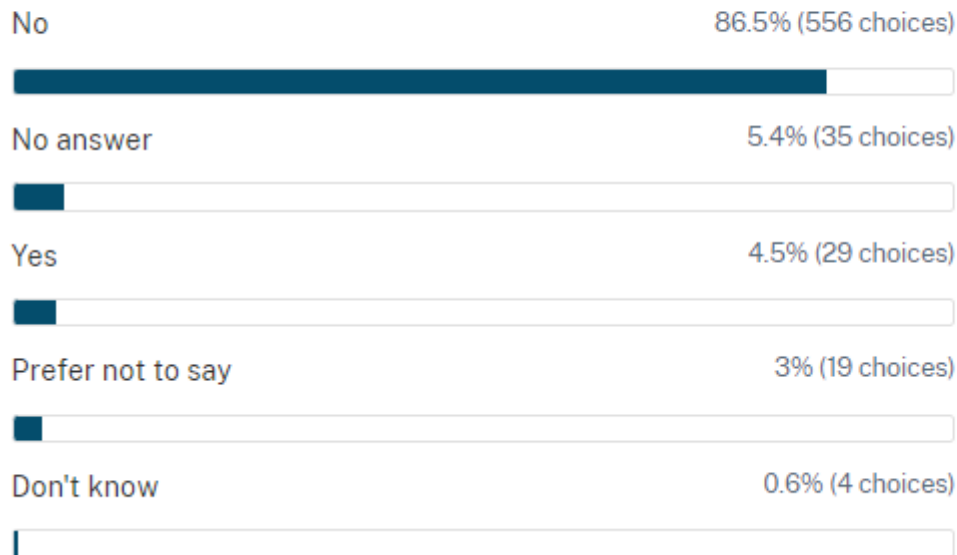 No 86.5% (556 choices)
No answer 5.4% (35 choices)
Yes 4.5% (29 choices)
Prefer not to say 3% (19 choices)
Don't know 0.6% (4 choices)